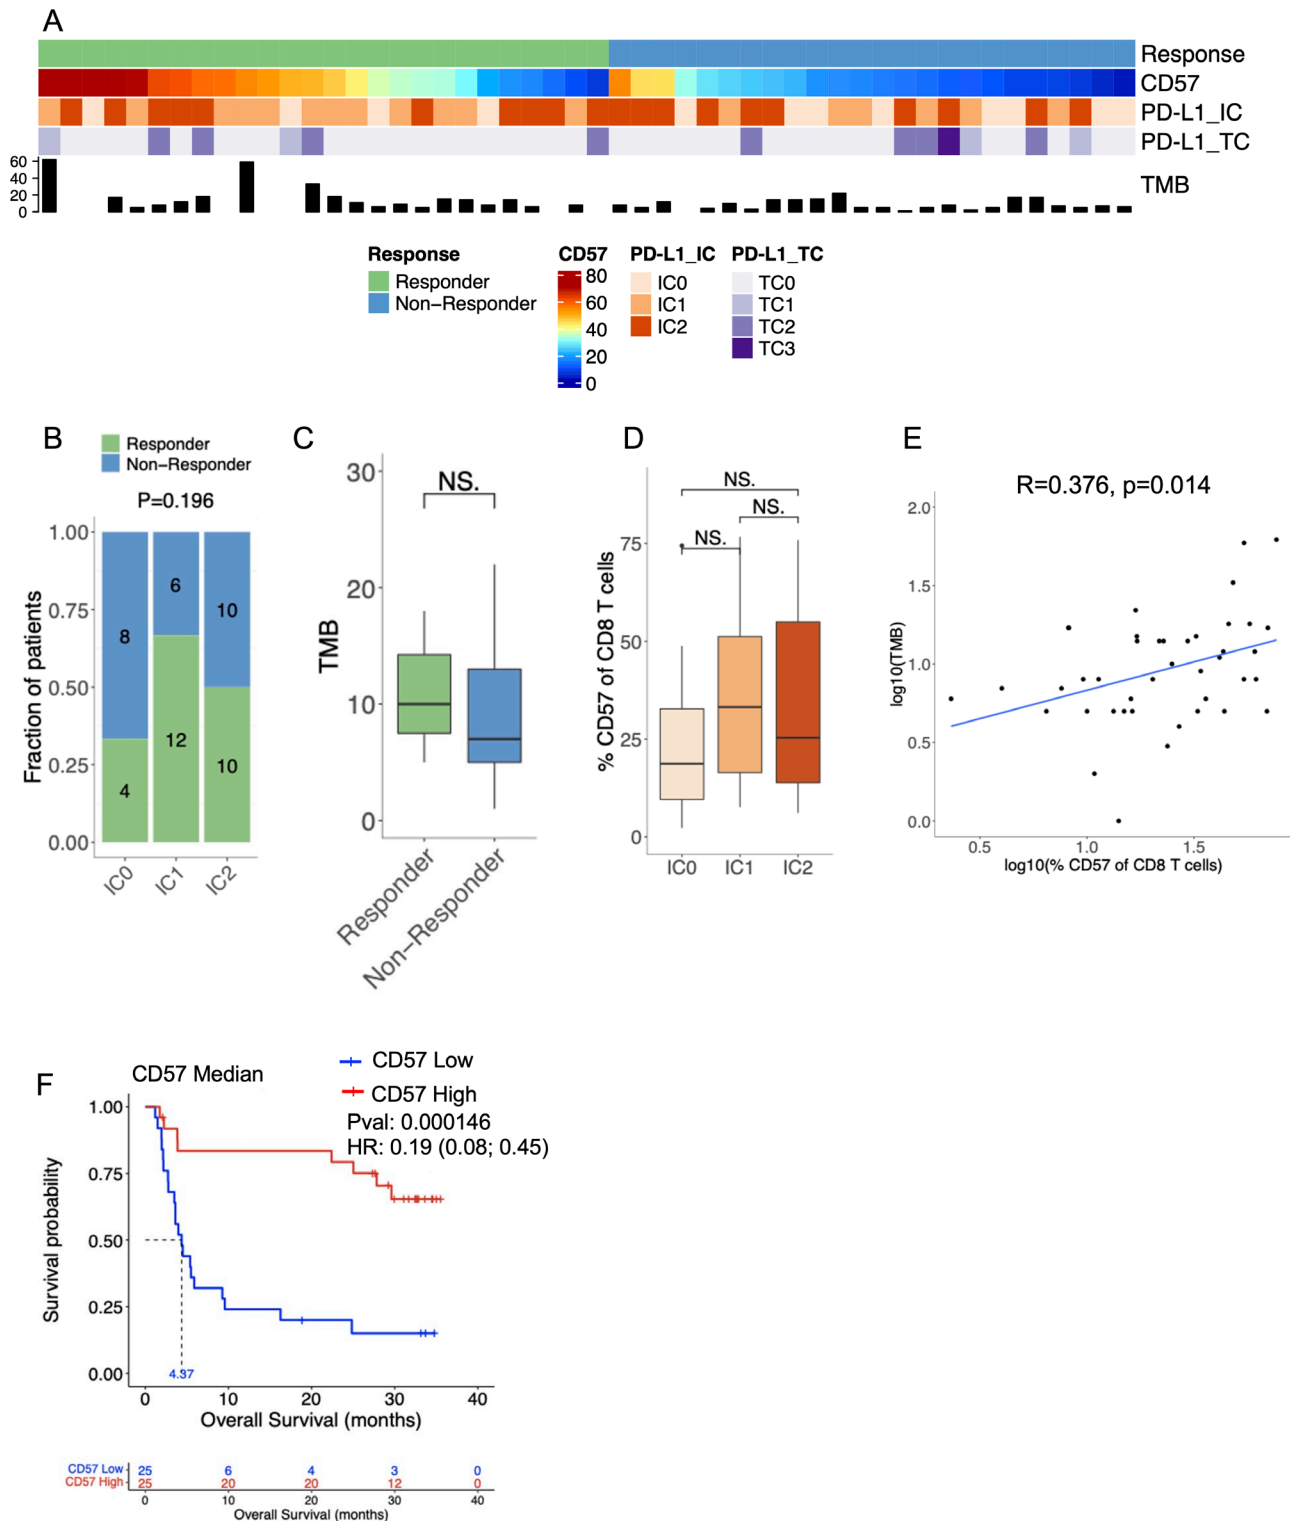 A
Response
CD57
PD-L1_IC
PD-L1_TC
60
40
20
0
TMB
Response
Responder
Non−Responder
CD57
80
60
40
20
0
PD-L1_IC
IC0
IC1
IC2
PD-L1_TC
TC0
TC1
TC2
TC3
B
Responder
Non−Responder
P=0.196
Fraction of patients
1.00
0.75
0.50
0.25
0.00
8
6
10
4
12
10
IC0
IC1
IC2
C
TMB
30
20
10
0
NS.
Responder
Non−Responder
D
% CD57 of CD8 T cells
75
50
25
0
NS.
NS.
NS.
IC0
IC1
IC2
E
R=0.376, p=0.014
log10(TMB)
2.0
1.5
1.0
0.5
0.0
0.5
1.0
1.5
log10(% CD57 of CD8 T cells)
F
CD57 Median
CD57 Low
CD57 High
Pval: 0.000146
HR: 0.19 (0.08; 0.45)
Survival probability
1.00
0.75
0.50
0.25
0.00
4.37
0 10 20 30 40
Overall Survival (months)
CD57 Low 25 6 4 3 0
CD57 High 25 20 20 12 0
0 10 20 30 40
Overall Survival (months)